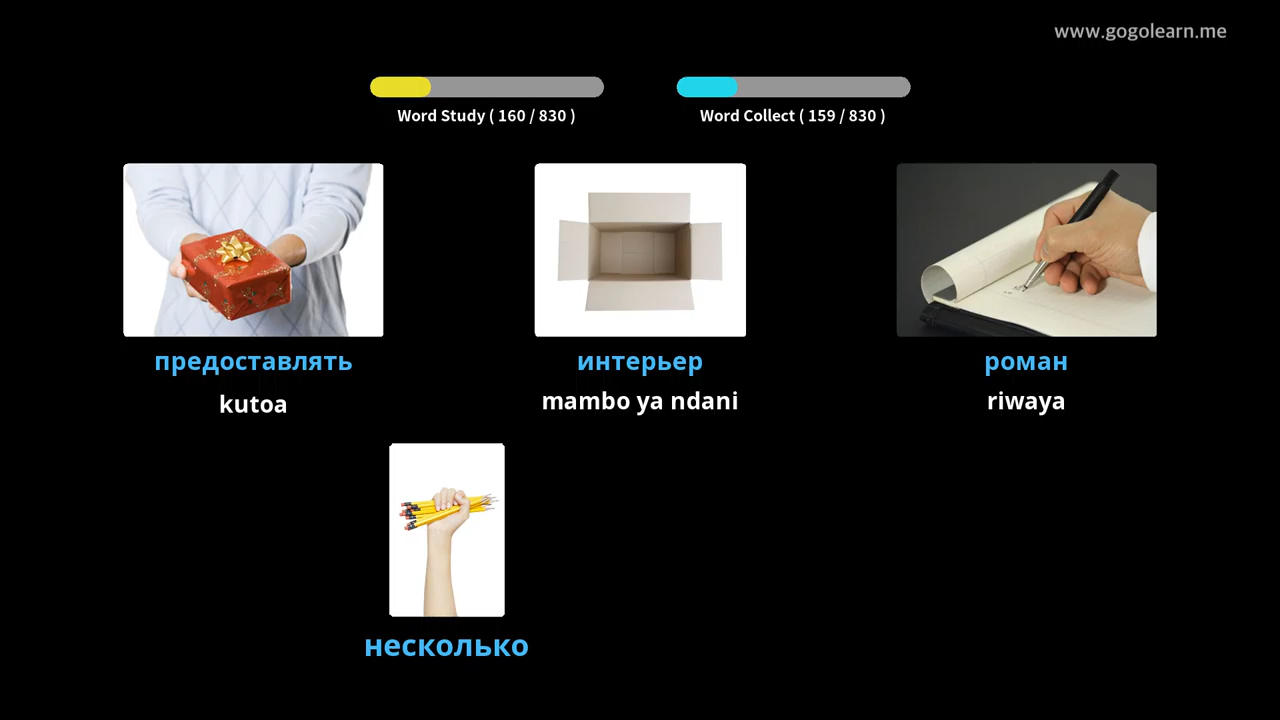 www.gogolearn.me
Word Study ( 160 / 830 )
Word Collect ( 159 / 830 )
предоставлять
интерьер
роман
kutoa
mambo ya ndani
riwaya
несколько